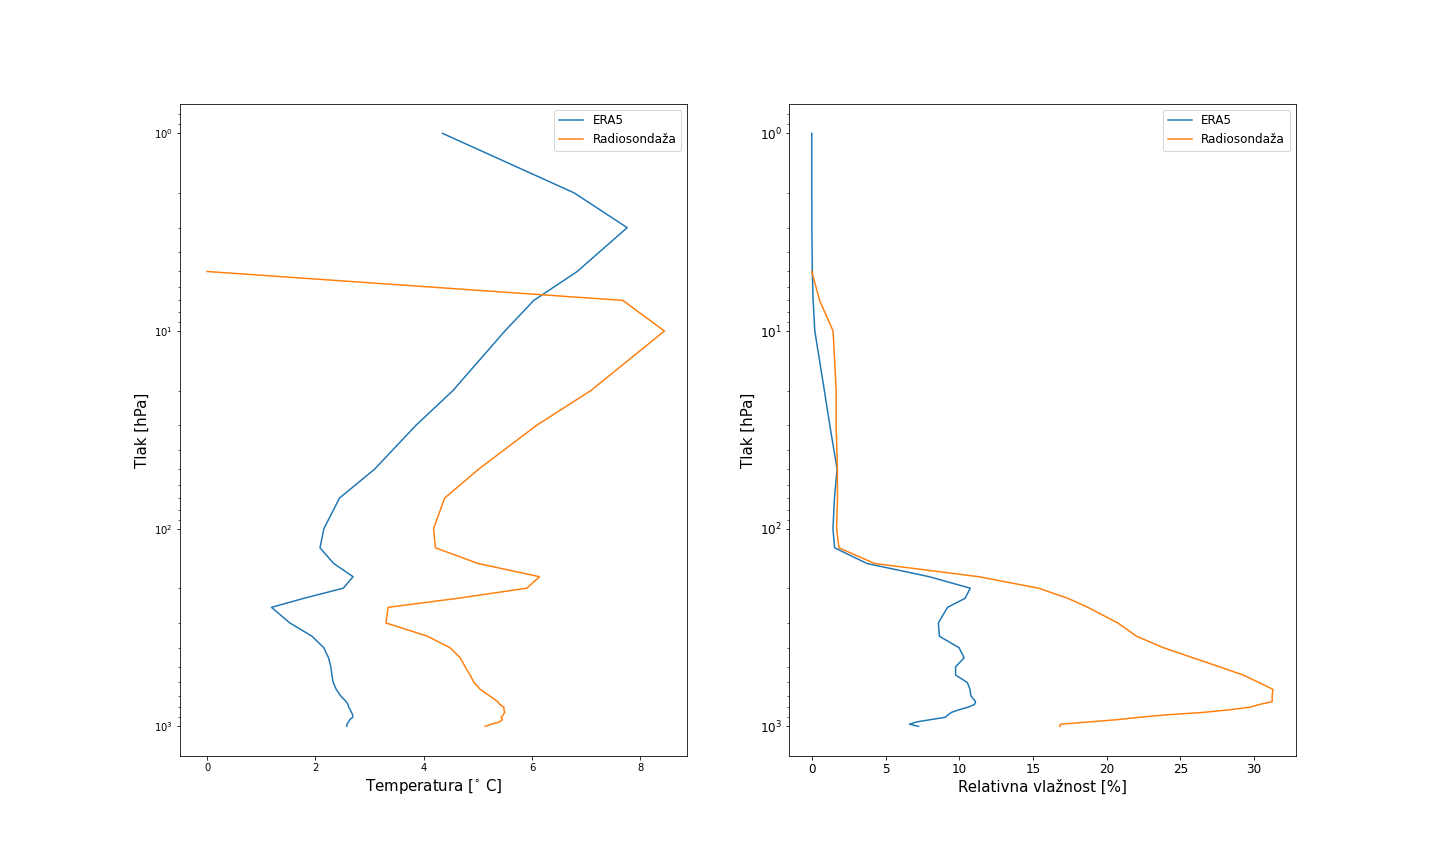 ERA5
Radiosondaža
10⁰
10¹
10²
10³
Tlak [hPa]
0 2 4 6 8
Temperatura [° C]
ERA5
Radiosondaža
10⁰
10¹
10²
10³
Tlak [hPa]
0 5 10 15 20 25 30
Relativna vlažnost [%]